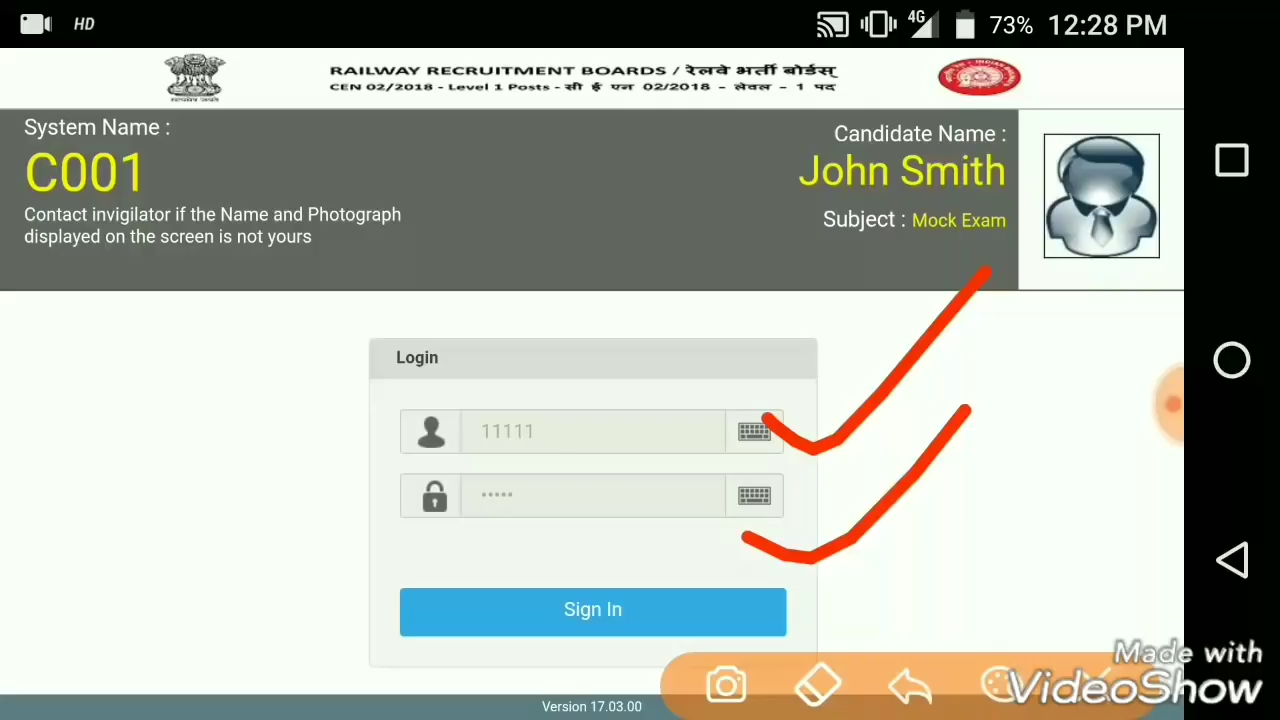 HD 4G 73% 12:28 PM
RAILWAY RECRUITMENT BOARDS / रेलवे भर्ती बोर्डस्
CEN 02/2018 - Level 1 Posts - सी ई एन 02/2018 - लेवल - 1 पद
System Name :
C001
Contact invigilator if the Name and Photograph
displayed on the screen is not yours
Candidate Name :
John Smith
Subject : Mock Exam
Login
11111
•••••
Sign In
Version 17.03.00
Made with
VideoShow